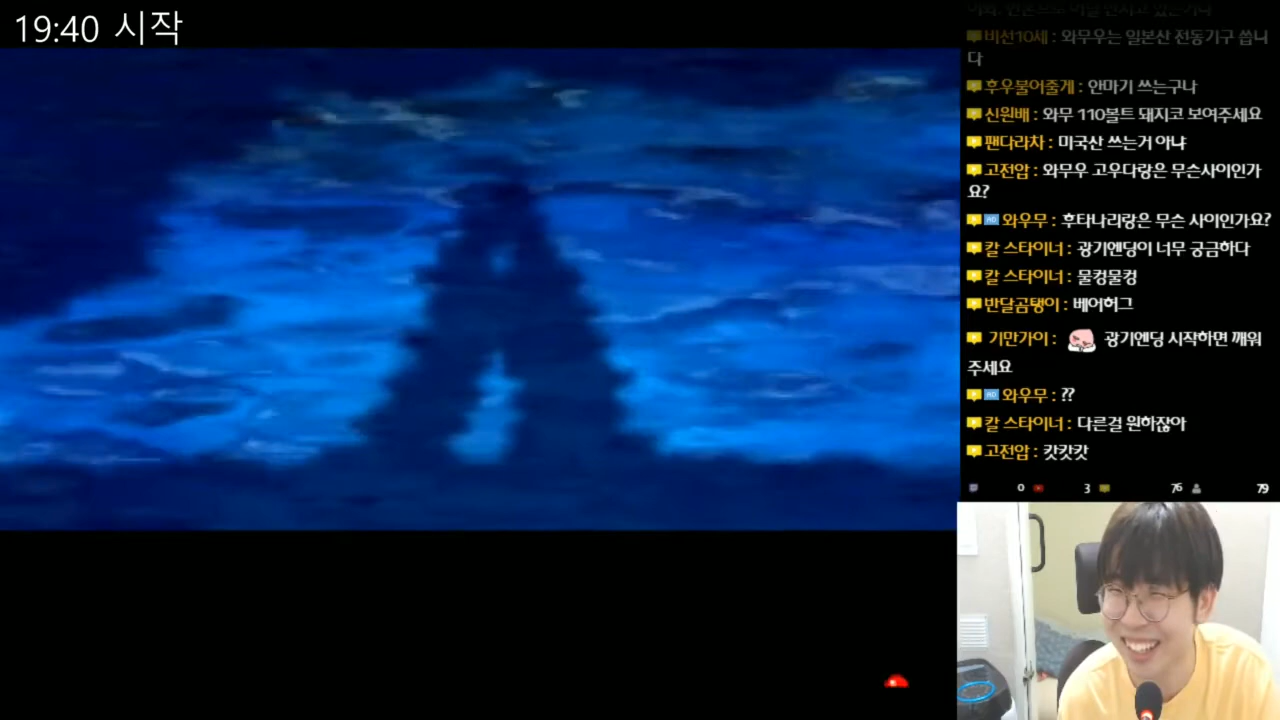 19:40 시작
비선10세 : 와무우는 일본산 전동기구 씁니
다
후우불어줄게 : 안마기 쓰는구나
신원배 : 와무 110볼트 돼지코 보여주세요
팬다라차 : 미국산 쓰는거 아냐
고전압 : 와무우 고우다랑은 무슨사이인가
요?
와우무 : 후타나리랑은 무슨 사이인가요?
칼 스타이너 : 광기엔딩이 너무 궁금하다
칼 스타이너 : 물컹물컹
반달곰탱이 : 베어허그
기만가이 : 광기엔딩 시작하면 깨워
주세요
와우무 : ??
칼 스타이너 : 다른걸 원하잖아
고전압 : 캇캇캇
0 3 76 79